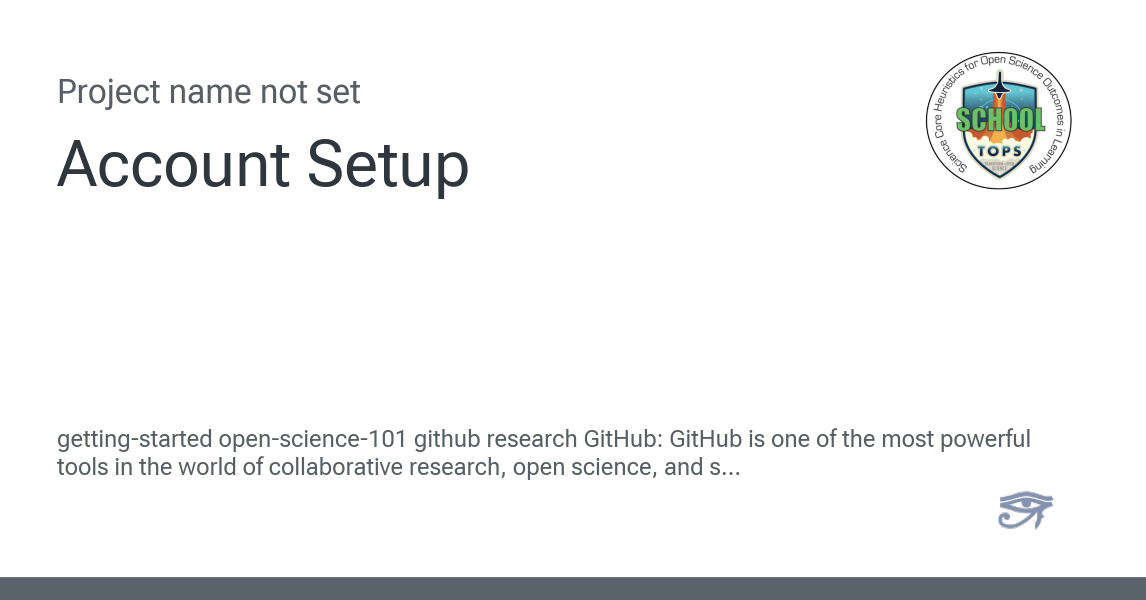 Project name not set
Account Setup
Science Core Heuristics for Open Science Outcomes in Learning
SCHOOL
TOPS
getting-started open-science-101 github research GitHub: GitHub is one of the most powerful
tools in the world of collaborative research, open science, and s...